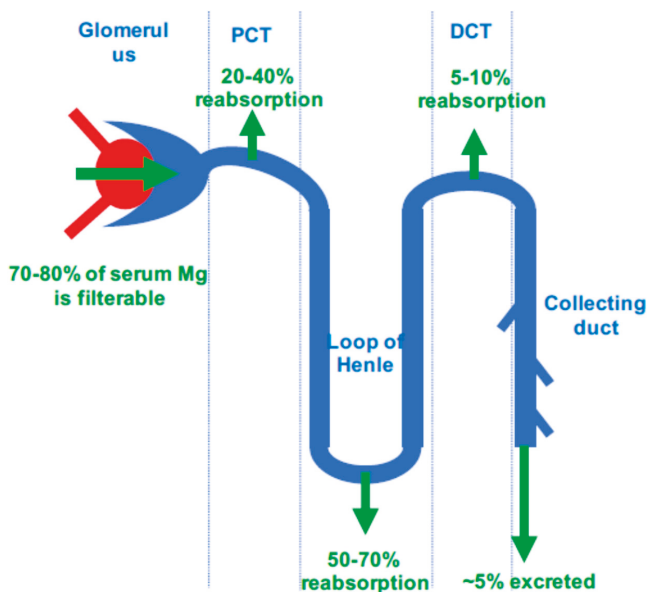 Glomerul
us
PCT
DCT
20-40%
reabsorption
5-10%
reabsorption
70-80% of serum Mg
is filterable
Loop of
Henle
Collecting
duct
50-70%
reabsorption
~5% excreted